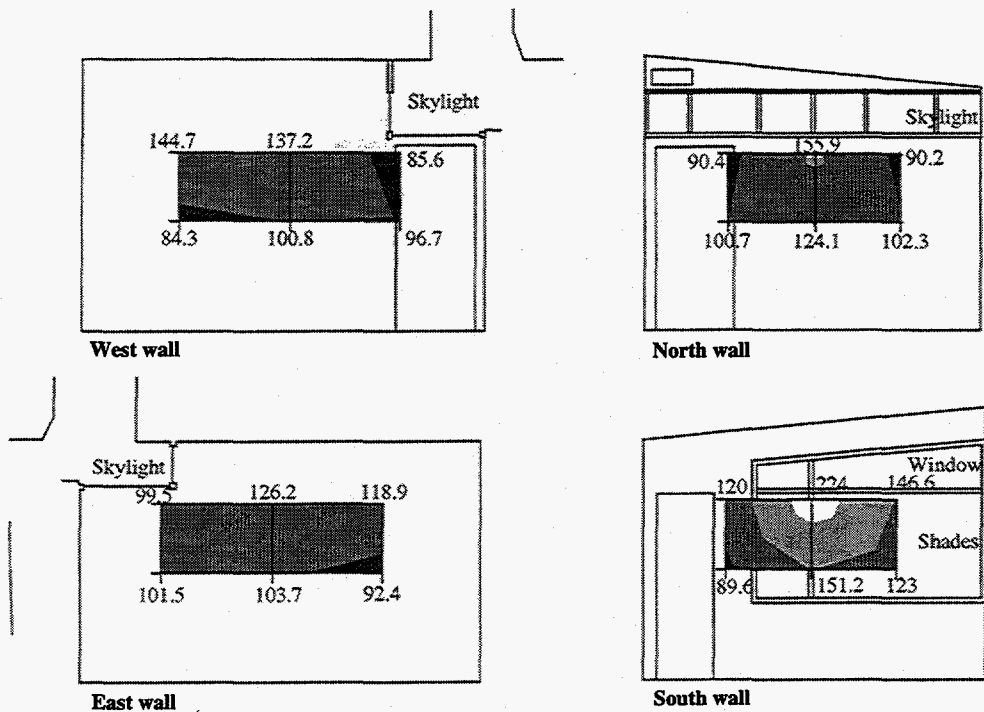 Skylight
144.7 137.2
85.6
84.3 100.8 96.7
West wall
Skylight
90.4 155.9 90.2
100.7 124.1 102.3
North wall
Skylight
99.5 126.2 118.9
101.5 103.7 92.4
East wall
Window
120 224 146.6
Shades
89.6 151.2 123
South wall